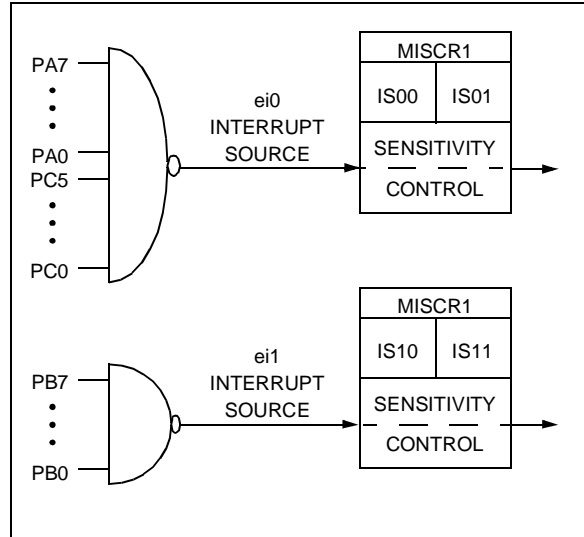 PA7
PA0
PC5
PC0
ei0
INTERRUPT
SOURCE
MISCR1
IS00 IS01
SENSITIVITY
CONTROL
PB7
PB0
ei1
INTERRUPT
SOURCE
MISCR1
IS10 IS11
SENSITIVITY
CONTROL